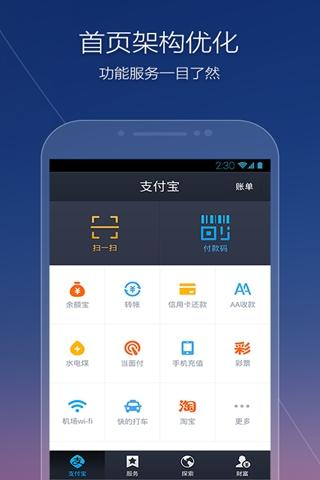 首页架构优化
功能服务一目了然
2:30
支付宝
账单
扫一扫
付款码
余额宝
转帐
信用卡还款
AA收款
水电煤
当面付
手机充值
彩票
机场wi-fi
快的打车
淘宝
更多
支付宝
服务
探索
财富